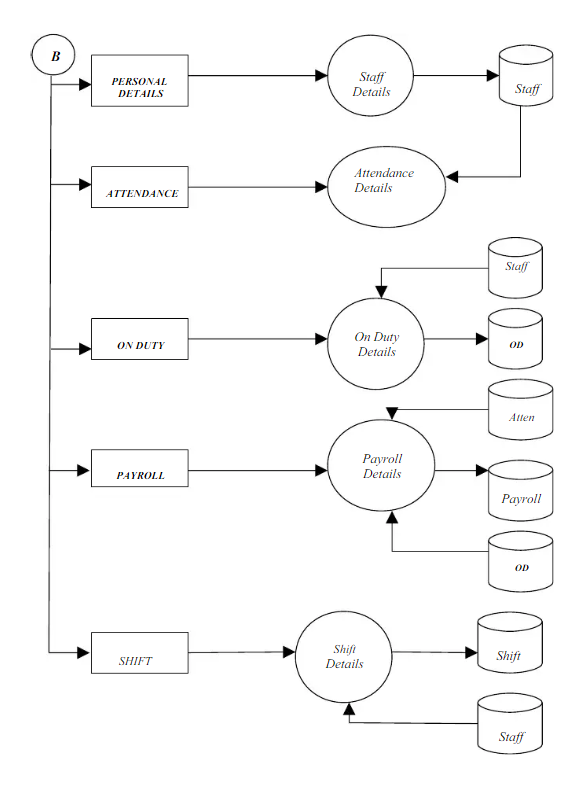 B
PERSONAL
DETAILS
Staff
Details
Staff
ATTENDANCE
Attendance
Details
Staff
ON DUTY
On Duty
Details
OD
Atten
PAYROLL
Payroll
Details
Payroll
OD
SHIFT
Shift
Details
Shift
Staff